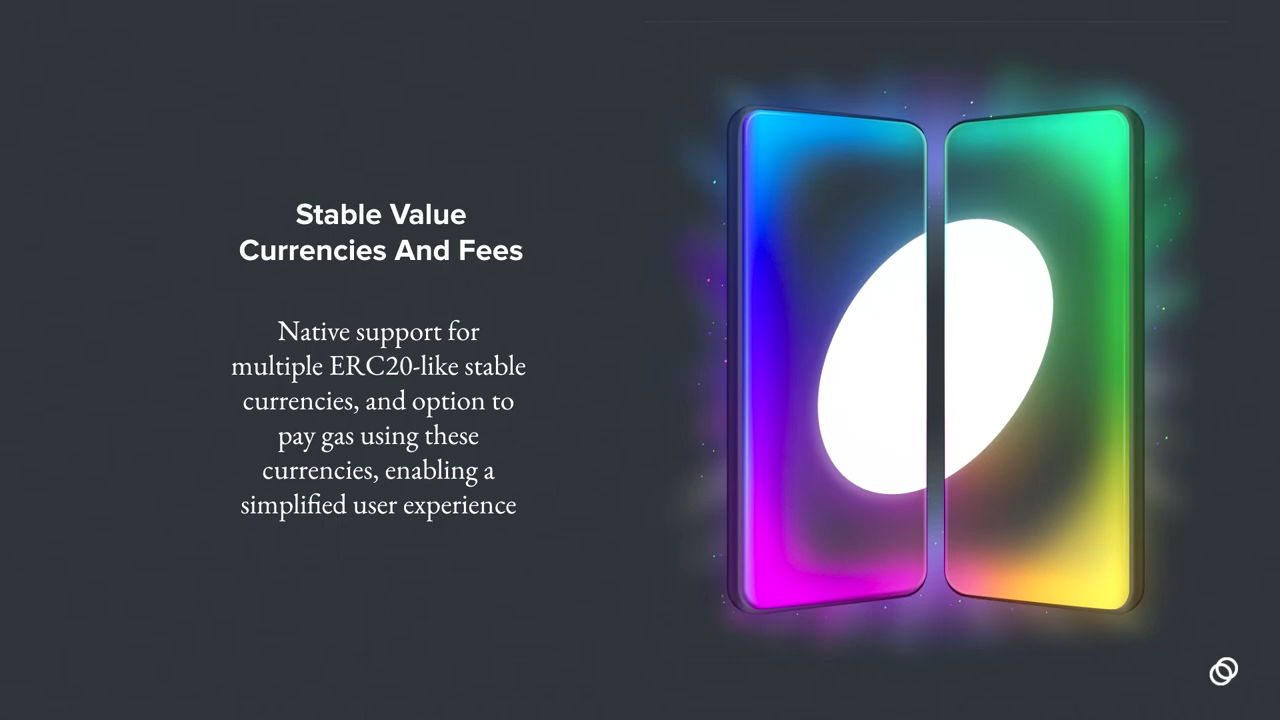 Stable Value
Currencies And Fees
Native support for
multiple ERC20-like stable
currencies, and option to
pay gas using these
currencies, enabling a
simplified user experience